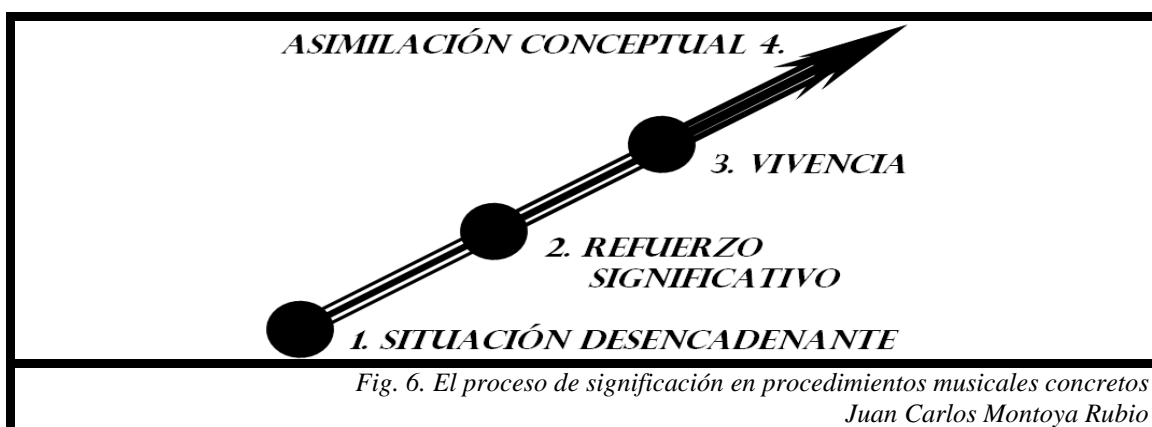 ASIMILACIÓN CONCEPTUAL 4.
3. VIVENCIA
2. REFUERZO
SIGNIFICATIVO
1. SITUACIÓN DESENCADENANTE
Fig. 6. El proceso de significación en procedimientos musicales concretos
Juan Carlos Montoya Rubio